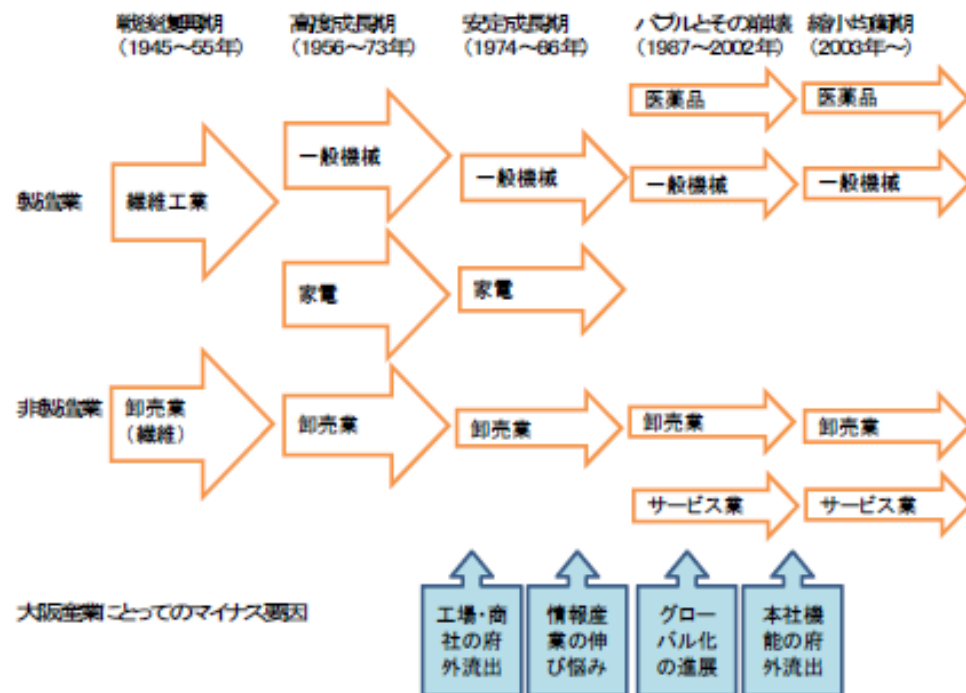 戦後復興期
（1945～55年）
高度成長期
（1956～73年）
安定成長期
（1974～86年）
バブルとその崩壊
（1987～2002年）
縮小均衡期
（2003年～）
医薬品
医薬品
一般機械
一般機械
一般機械
一般機械
製造業
繊維工業
家電
家電
非製造業
卸売業
（繊維）
卸売業
卸売業
卸売業
卸売業
サービス業
サービス業
大阪産業にとってのマイナス要因
工場・商
社の府
外流出
情報産
業の伸
び悩み
グロー
バル化
の進展
本社機
能の府
外流出